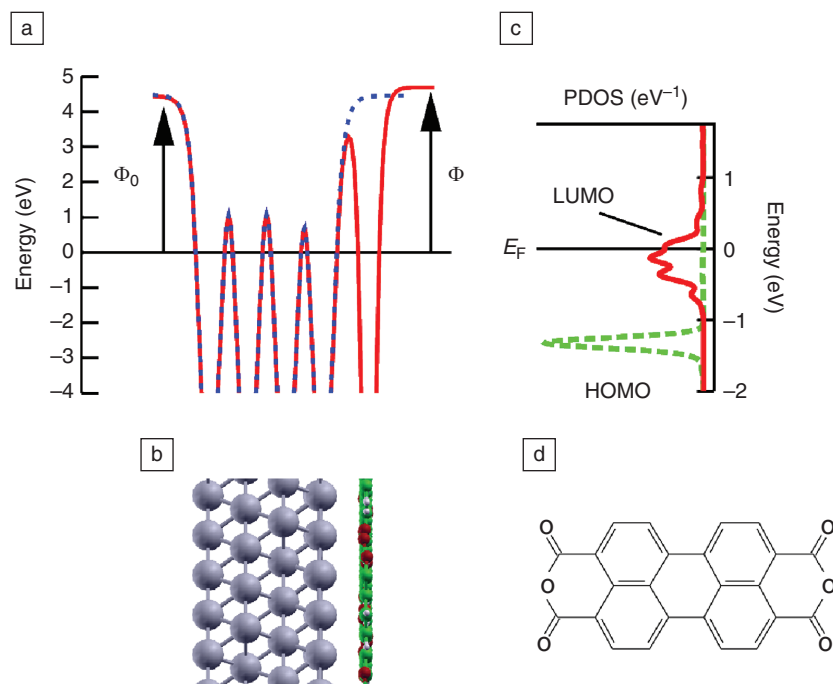 a
5
4
3
2
1
0
–1
–2
–3
–4
Energy (eV)
Φ0
Φ
c
PDOS (eV–1)
1
0
–1
–2
Energy (eV)
LUMO
EF
HOMO
b
d
O
O
O
O
O
O